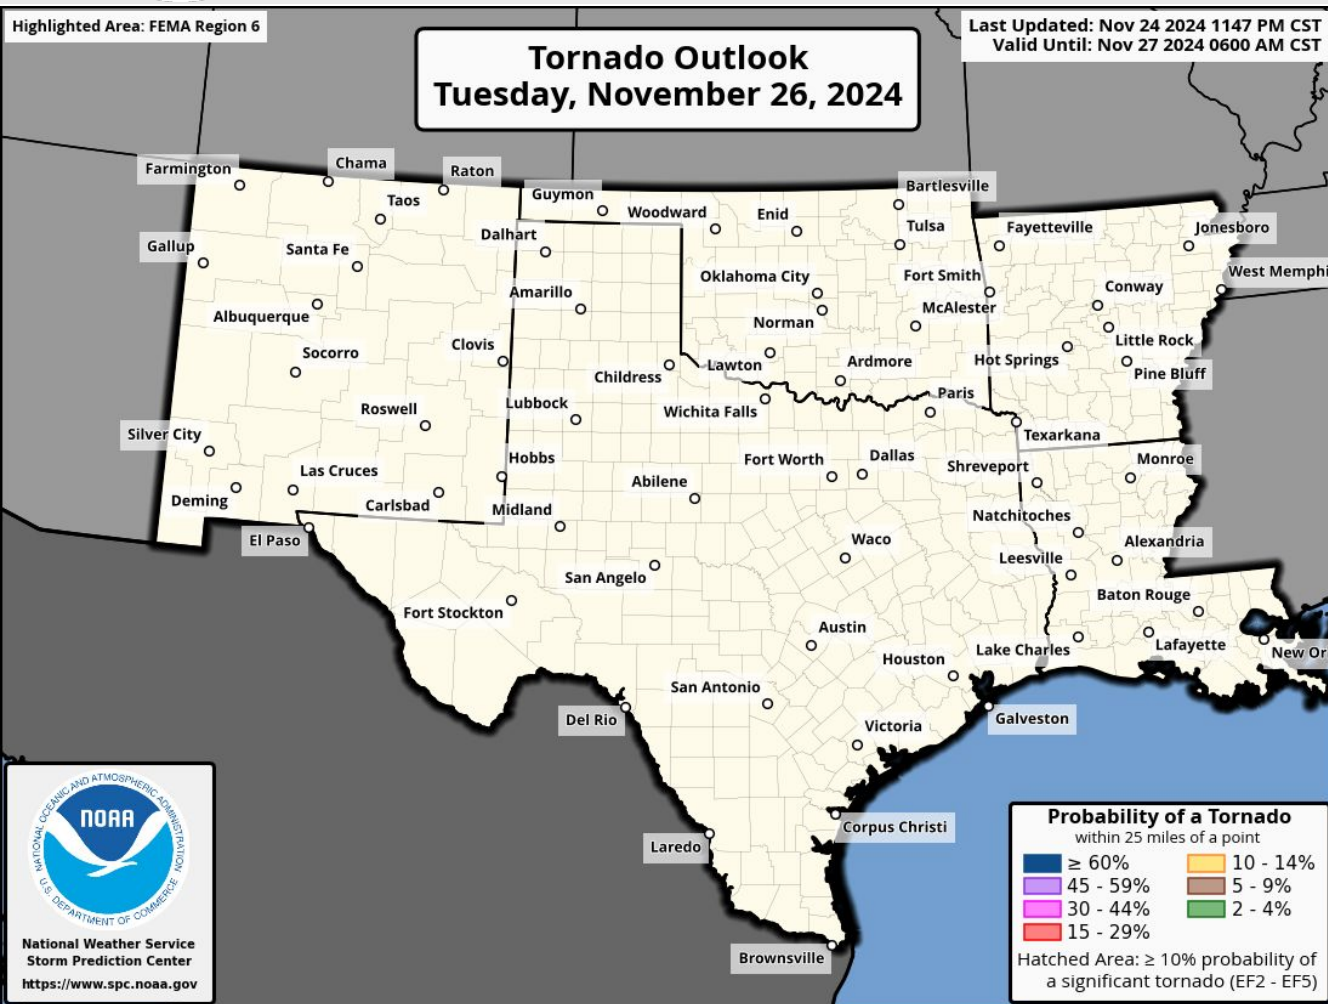 Highlighted Area: FEMA Region 6
Last Updated: Nov 24 2024 1147 PM CST
Valid Until: Nov 27 2024 0600 AM CST
Tornado Outlook
Tuesday, November 26, 2024
Farmington
Chama
Raton
Taos
Guymon
Woodward
Enid
Bartlesville
Tulsa
Fayetteville
Jonesboro
Gallup
Santa Fe
Dalhart
Oklahoma City
Fort Smith
West Memphi
Amarillo
Conway
Albuquerque
Norman
McAlester
Little Rock
Socorro
Clovis
Lawton
Ardmore
Hot Springs
Pine Bluff
Childress
Paris
Roswell
Lubbock
Wichita Falls
Texarkana
Silver City
Las Cruces
Hobbs
Fort Worth
Dallas
Shreveport
Monroe
Abilene
Deming
Carlsbad
Midland
Natchitoches
El Paso
Waco
Leesville
Alexandria
San Angelo
Baton Rouge
Fort Stockton
Austin
Lake Charles
Lafayette
New Or
Houston
San Antonio
Del Rio
Galveston
Victoria
Corpus Christi
Laredo
Brownsville
NATIONAL OCEANIC AND ATMOSPHERIC ADMINISTRATION
NOAA
U.S. DEPARTMENT OF COMMERCE
National Weather Service
Storm Prediction Center
https://www.spc.noaa.gov
Probability of a Tornado
within 25 miles of a point
≥ 60% 10 - 14%
45 - 59% 5 - 9%
30 - 44% 2 - 4%
15 - 29%
Hatched Area: ≥ 10% probability of
a significant tornado (EF2 - EF5)